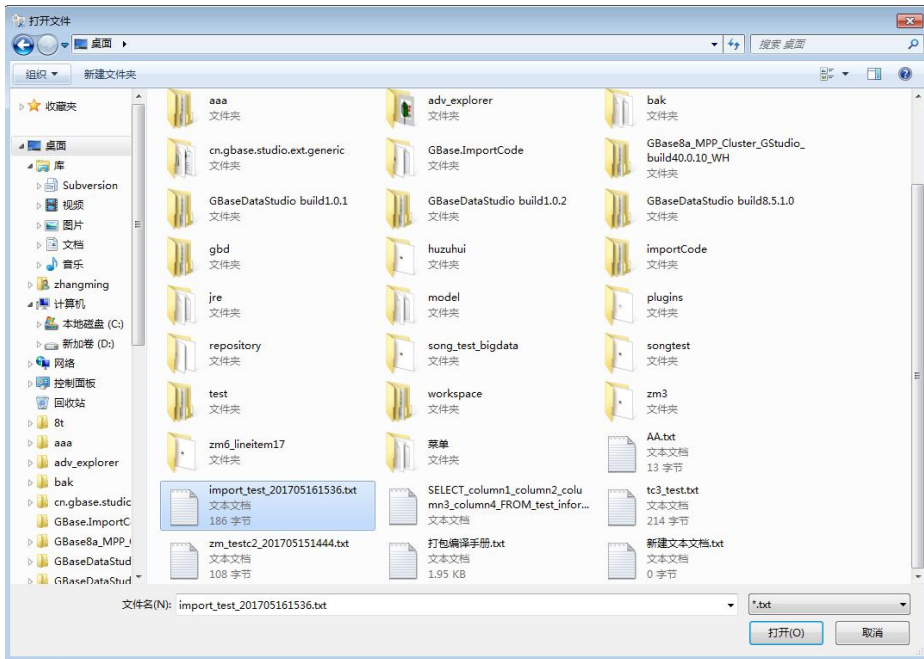 打开文件
桌面
搜索 桌面
组织
新建文件夹
收藏夹
桌面
库
Subversion
视频
图片
文档
音乐
zhangming
计算机
本地磁盘 (C:)
新加卷 (D:)
网络
控制面板
回收站
8t
aaa
adv_explorer
bak
cn.gbase.studic
GBase.ImportC
GBase8a_MPP_
GBaseDataStud
GBaseDataStud
aaa
文件夹
adv_explorer
文件夹
bak
文件夹
cn.gbase.studio.ext.generic
文件夹
GBase.ImportCode
文件夹
GBase8a_MPP_Cluster_GStudio_
build40.0.10_WH
文件夹
GBaseDataStudio build1.0.1
文件夹
GBaseDataStudio build1.0.2
文件夹
GBaseDataStudio build8.5.1.0
文件夹
gbd
文件夹
huzuhui
文件夹
importCode
文件夹
jre
文件夹
model
文件夹
plugins
文件夹
repository
文件夹
song_test_bigdata
文件夹
songtest
文件夹
test
文件夹
workspace
文件夹
zm3
文件夹
zm6_lineitem17
文件夹
菜单
文件夹
AA.txt
文本文档
13 字节
import_test_201705161536.txt
文本文档
186 字节
SELECT_column1_column2_colu
mn3_column4_FROM_test_infor...
文本文档
tc3_test.txt
文本文档
214 字节
zm_testc2_201705151444.txt
文本文档
108 字节
打包编译手册.txt
文本文档
1.95 KB
新建文本文档.txt
文本文档
0 字节
文件名(N): import_test_201705161536.txt
*.txt
打开(O)
取消